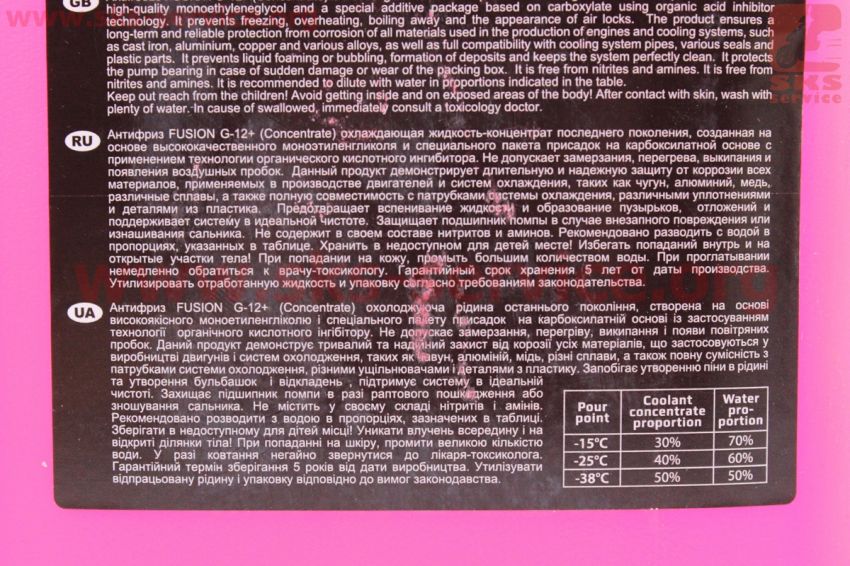 GB
high-quality monoethyleneglycol and a special additive package based on carboxylate using organic acid inhibitor
technology. It prevents freezing, overheating, boiling away and the appearance of air locks. The product ensures a
long-term and reliable protection from corrosion of all materials used in the production of engines and cooling systems, such
as cast iron, aluminium, copper and various alloys, as well as full compatibility with cooling system pipes, various seals and
plastic parts. It prevents liquid foaming or bubbling, formation of deposits and keeps the system perfectly clean. It protects
the pump bearing in case of sudden damage or wear of the packing box. It is free from nitrites and amines. It is free from
nitrites and amines. It is recommended to dilute with water in proportions indicated in the table.
Keep out reach from the children! Avoid getting inside and on exposed areas of the body! After contact with skin, wash with
plenty of water. In cause of swallowed, immediately consult a toxicology doctor.
RU
Антифриз FUSION G-12+ (Concentrate) охлаждающая жидкость-концентрат последнего поколения, созданная на
основе высококачественного моноэтиленгликоля и специального пакета присадок на карбоксилатной основе с
применением технологии органического кислотного ингибитора. Не допускает замерзания, перегрева, выкипания и
появления воздушных пробок. Данный продукт демонстрирует длительную и надежную защиту от коррозии всех
материалов, применяемых в производстве двигателей и систем охлаждения, таких как чугун, алюминий, медь,
различные сплавы, а также полную совместимость с патрубками системы охлаждения, различными уплотнениями
и деталями из пластика. Предотвращает вспенивание жидкости и образование пузырьков, отложений и
поддерживает систему в идеальной чистоте. Защищает подшипник помпы в случае внезапного повреждения или
изнашивания сальника. Не содержит в своем составе нитритов и аминов. Рекомендовано разводить с водой в
пропорциях, указанных в таблице. Хранить в недоступном для детей месте! Избегать попаданий внутрь и на
открытые участки тела! При попадании на кожу, промыть большим количеством воды. При проглатывании
немедленно обратиться к врачу-токсикологу. Гарантийный срок хранения 5 лет от даты производства.
Утилизировать отработанную жидкость и упаковку согласно требованиям законодательства.
UA
Антифриз FUSION G-12+ (Concentrate) охолоджуюча рідина останнього покоління, створена на основі
високоякісного моноетиленгліколю і спеціального пакету присадок на карбоксилатній основі із застосуванням
технології органічного кислотного інгібітору. Не допускає замерзання, перегріву, википання і появи повітряних
пробок. Даний продукт демонструє тривалий та надійний захист від корозії усіх матеріалів, що застосовуються у
виробництві двигунів і систем охолодження, таких як чавун, алюміній, мідь, різні сплави, а також повну сумісність з
патрубками системи охолодження, різними ущільнювачами і деталями з пластику. Запобігає утворенню піни в рідині
та утворення бульбашок і відкладень , підтримує систему в ідеальній
чистоті. Захищає підшипник помпи в разі раптового пошкодження або
зношування сальника. Не містить у своєму складі нітритів і амінів.
Рекомендовано розводити з водою в пропорціях, зазначених в таблиці.
Зберігати в недоступному для дітей місці! Уникати влучень всередину і на
відкриті ділянки тіла! При попаданні на шкіру, промити великою кількістю
води. У разі ковтання негайно звернутися до лікаря-токсиколога.
Гарантійний термін зберігання 5 років від дати виробництва. Утилізувати
відпрацьовану рідину і упаковку відповідно до вимог законодавства.
Pour point Coolant concentrate proportion Water pro-portion
-15°C 30% 70%
-25°C 40% 60%
-38°C 50% 50%
SKS
service